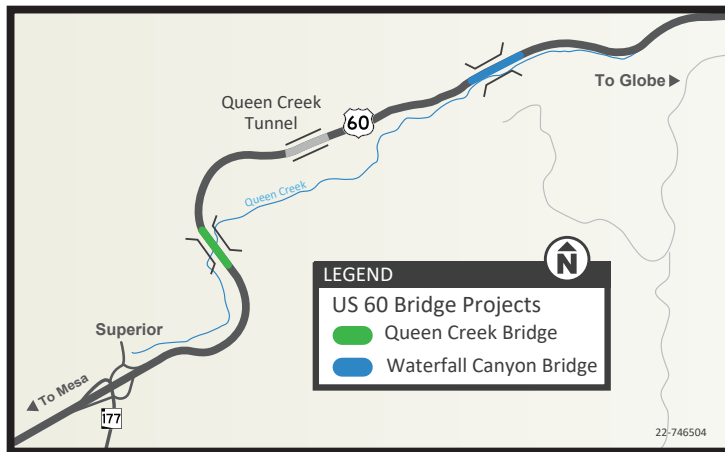 To Globe
Queen Creek
Tunnel
60
Queen Creek
LEGEND
N
US 60 Bridge Projects
Queen Creek Bridge
Waterfall Canyon Bridge
Superior
To Mesa
177
22-746504